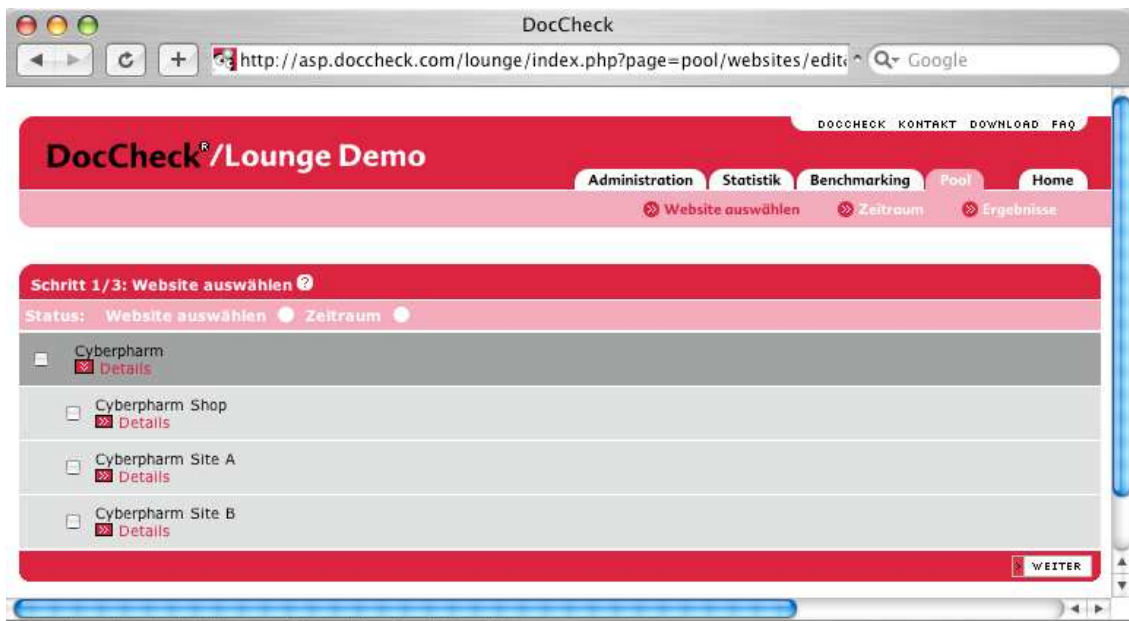 DocCheck
http://asp.doccheck.com/lounge/index.php?page=pool/websites/edit
Google
DOCCHECK KONTAKT DOWNLOAD FAQ
DocCheck®/Lounge Demo
Administration Statistik Benchmarking Pool Home
Website auswählen Zeitraum Ergebnisse
Schritt 1/3: Website auswählen ?
Status: Website auswählen Zeitraum
Cyberpharm
Details
Cyberpharm Shop
Details
Cyberpharm Site A
Details
Cyberpharm Site B
Details
WEITER